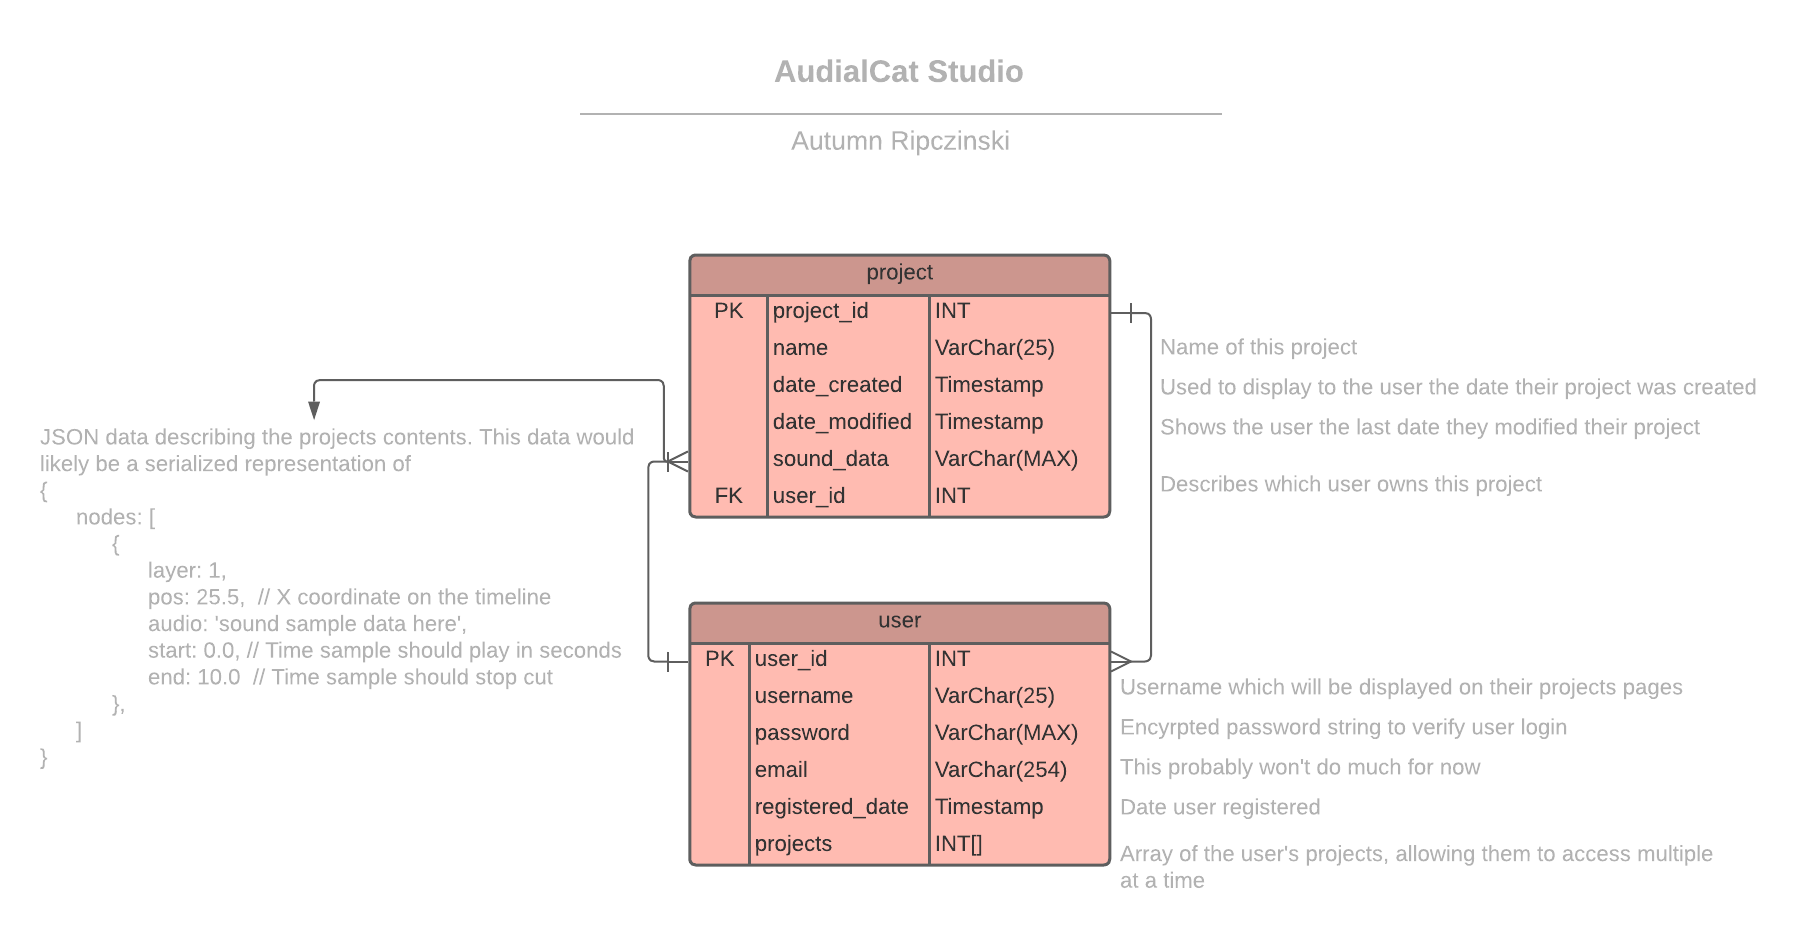 AudialCat Studio
Autumn Ripczinski
project
PK project_id INT
name VarChar(25)
date_created Timestamp
date_modified Timestamp
sound_data VarChar(MAX)
FK user_id INT
Name of this project
Used to display to the user the date their project was created
Shows the user the last date they modified their project
Describes which user owns this project
JSON data describing the projects contents. This data would
likely be a serialized representation of
{
nodes: [
{
layer: 1,
pos: 25.5,  // X coordinate on the timeline
audio: 'sound sample data here',
start: 0.0, // Time sample should play in seconds
end: 10.0  // Time sample should stop cut
},
]
}
user
PK user_id INT
username VarChar(25)
password VarChar(MAX)
email VarChar(254)
registered_date Timestamp
projects INT[]
Username which will be displayed on their projects pages
Encyrpted password string to verify user login
This probably won't do much for now
Date user registered
Array of the user's projects, allowing them to access multiple
at a time